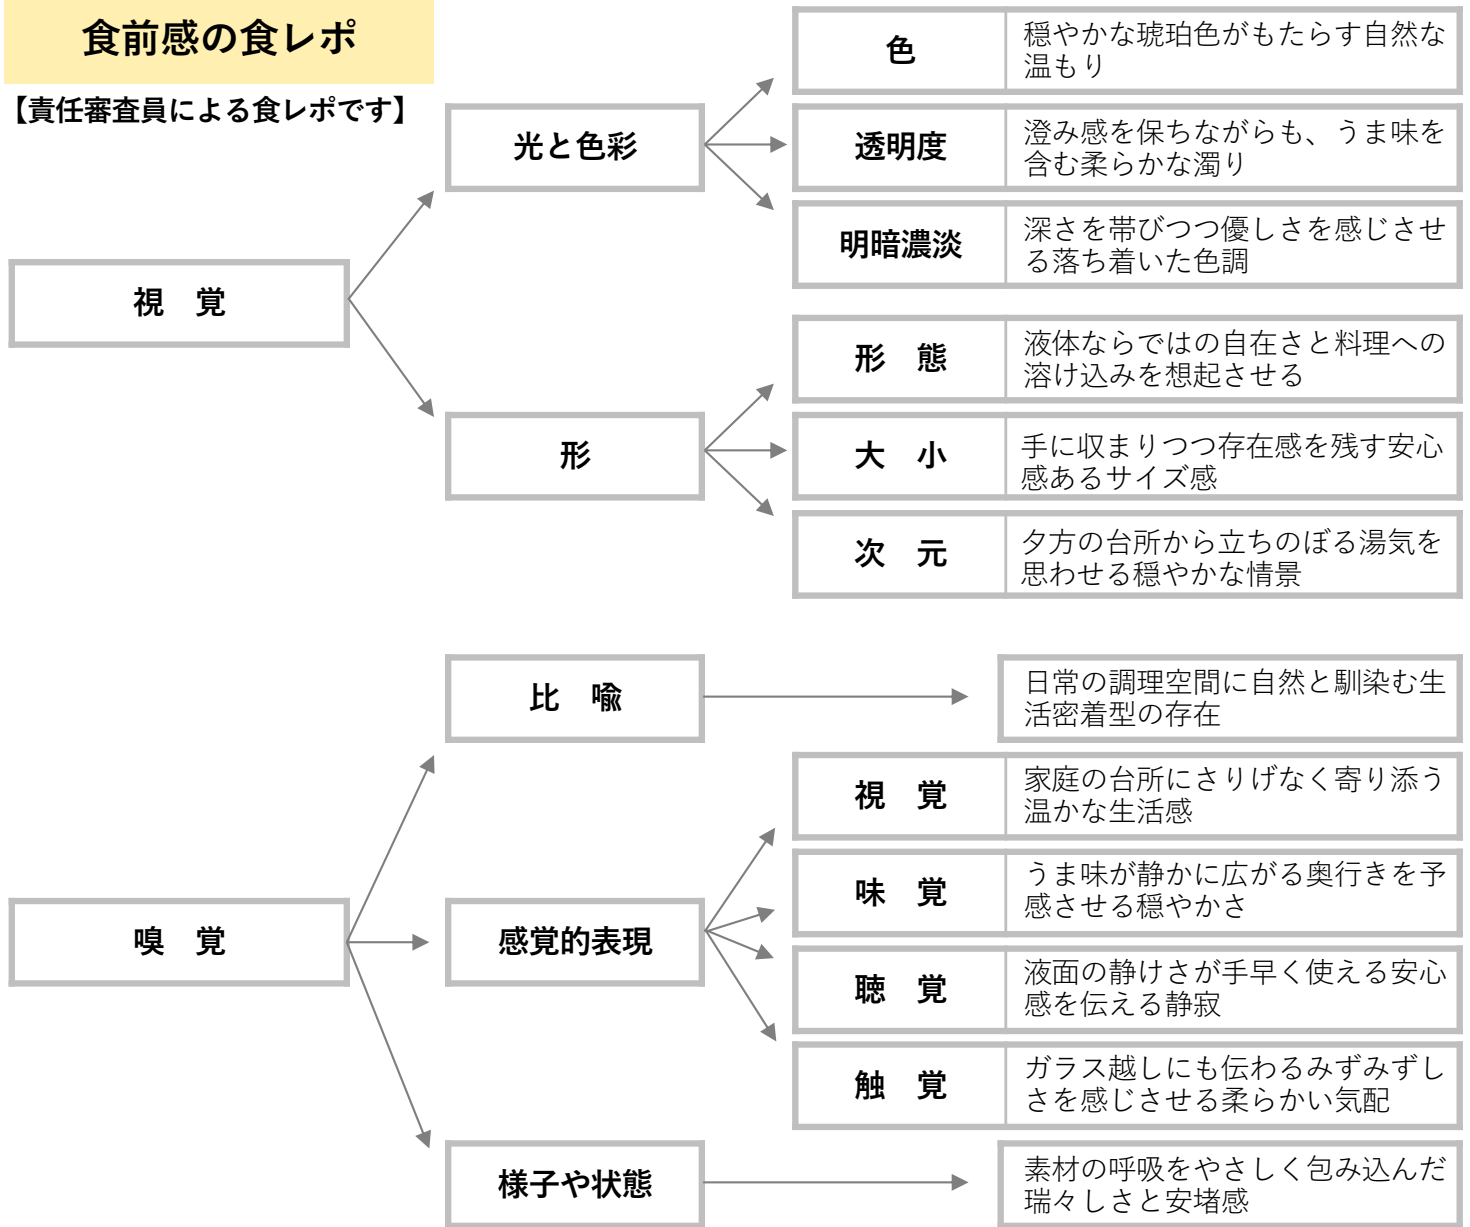 食前感の食レポ
【責任審査員による食レポです】
視　覚
光と色彩
色
穏やかな琥珀色がもたらす自然な
温もり
透明度
澄み感を保ちながらも、うま味を
含む柔らかな濁り
明暗濃淡
深さを帯びつつ優しさを感じさせ
る落ち着いた色調
形
形　態
液体ならではの自在さと料理への
溶け込みを想起させる
大　小
手に収まりつつ存在感を残す安心
感あるサイズ感
次　元
夕方の台所から立ちのぼる湯気を
思わせる穏やかな情景
嗅　覚
比　喩
日常の調理空間に自然と馴染む生
活密着型の存在
感覚的表現
視　覚
家庭の台所にさりげなく寄り添う
温かな生活感
味　覚
うま味が静かに広がる奥行きを予
感させる穏やかさ
聴　覚
液面の静けさが手早く使える安心
感を伝える静寂
触　覚
ガラス越しにも伝わるみずみずし
さを感じさせる柔らかい気配
様子や状態
素材の呼吸をやさしく包み込んだ
瑞々しさと安堵感